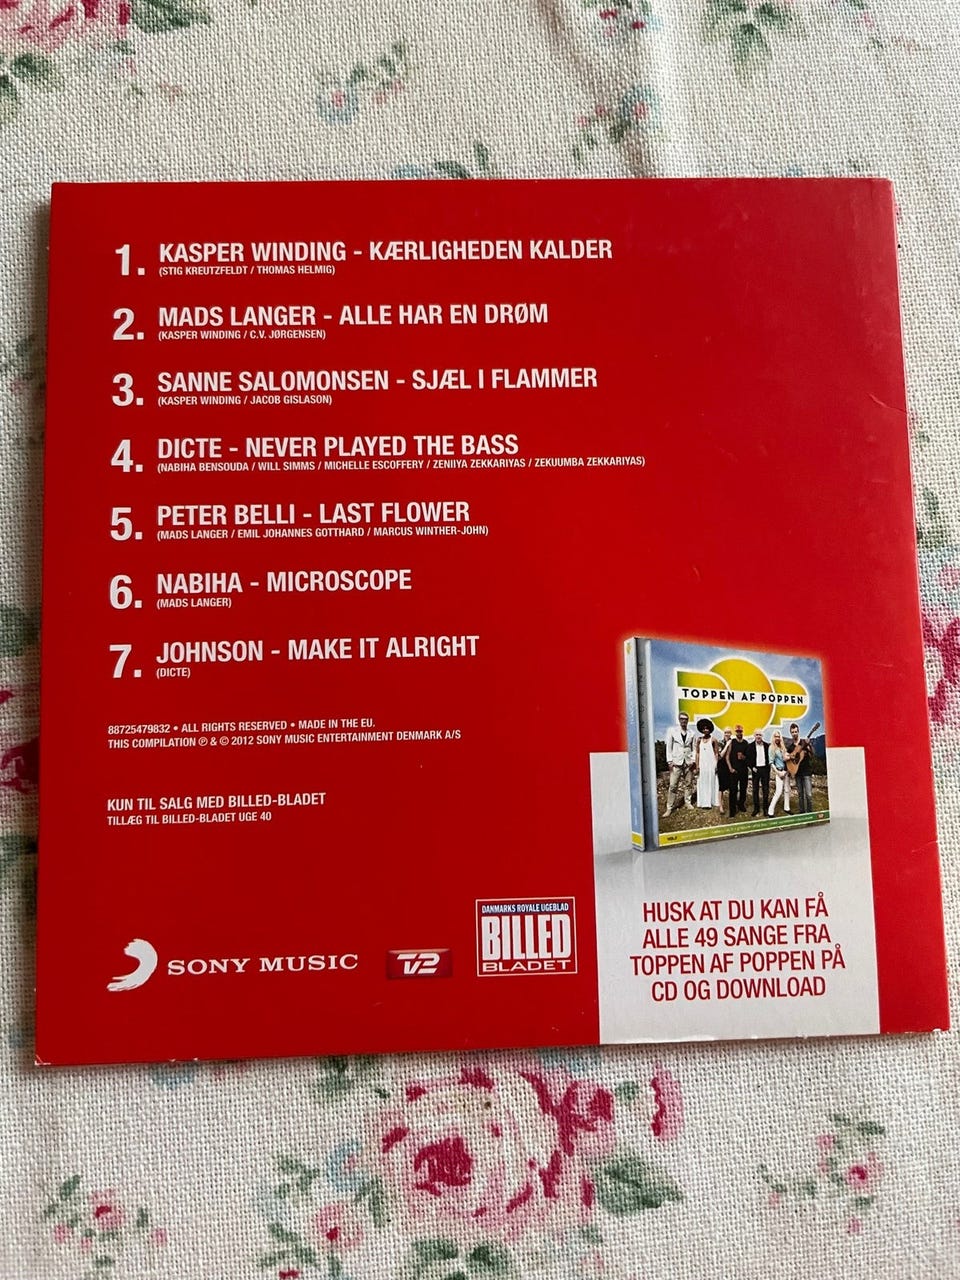 1. KASPER WINDING - KÆRLIGHEDEN KALDER
(STIG KREUTZFELDT / THOMAS HELMIG)
2. MADS LANGER - ALLE HAR EN DRØM
(KASPER WINDING / C.V. JØRGENSEN)
3. SANNE SALOMONSEN - SJÆL I FLAMMER
(KASPER WINDING / JACOB GISLASON)
4. DICTE - NEVER PLAYED THE BASS
(NABIHA BENSOUDA / WILL SIMMS / MICHELLE ESCOFFERY / ZENIIYA ZEKKARIYAS / ZEKUUMBA ZEKKARIYAS)
5. PETER BELLI - LAST FLOWER
(MADS LANGER / EMIL JOHANNES GOTTHARD / MARCUS WINTHER-JOHN)
6. NABIHA - MICROSCOPE
(MADS LANGER)
7. JOHNSON - MAKE IT ALRIGHT
(DICTE)
88725479832 • ALL RIGHTS RESERVED • MADE IN THE EU.
THIS COMPILATION ℗ & © 2012 SONY MUSIC ENTERTAINMENT DENMARK A/S
KUN TIL SALG MED BILLED-BLADET
TILLÆG TIL BILLED-BLADET UGE 40
SONY MUSIC
TV2
DANMARKS ROYALE UGEBLAD
BILLED
BLADET
POP
TOPPEN AF POPPEN
HUSK AT DU KAN FÅ
ALLE 49 SANGE FRA
TOPPEN AF POPPEN PÅ
CD OG DOWNLOAD